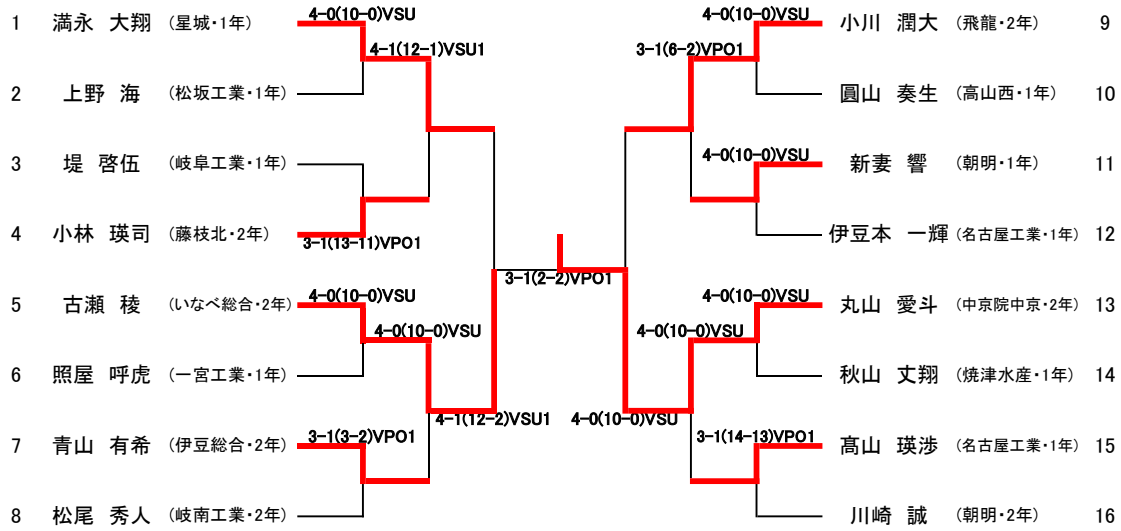 1 満永 大翔 (星城・1年) 4-0(10-0)VSU
4-1(12-1)VSU1
2 上野 海 (松坂工業・1年)
3 堤 啓伍 (岐阜工業・1年)
4 小林 瑛司 (藤枝北・2年) 3-1(13-11)VPO1
3-1(2-2)VPO1
5 古瀬 稜 (いなべ総合・2年) 4-0(10-0)VSU
4-0(10-0)VSU
6 照屋 呼虎 (一宮工業・1年)
4-1(12-2)VSU1
7 青山 有希 (伊豆総合・2年) 3-1(3-2)VPO1
8 松尾 秀人 (岐南工業・2年)
4-0(10-0)VSU 小川 潤大 (飛龍・2年) 9
3-1(6-2)VPO1
圓山 奏生 (高山西・1年) 10
4-0(10-0)VSU 新妻 響 (朝明・1年) 11
伊豆本 一輝 (名古屋工業・1年) 12
4-0(10-0)VSU 丸山 愛斗 (中京院中京・2年) 13
4-0(10-0)VSU
秋山 丈翔 (焼津水産・1年) 14
4-0(10-0)VSU
3-1(14-13)VPO1 髙山 瑛渉 (名古屋工業・1年) 15
川崎 誠 (朝明・2年) 16